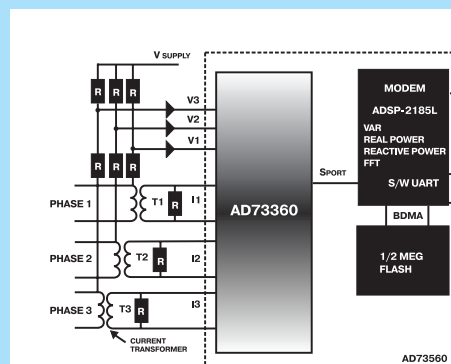 V SUPPLY
R R R
V3
V2
V1
R R R
PHASE 1
T1
R
I1
PHASE 2
T2
R
I2
PHASE 3
T3
R
I3
CURRENT
TRANSFORMER
AD73360
SPORT
MODEM
ADSP-2185L
VAR
REAL POWER
REACTIVE POWER
FFT
S/W UART
BDMA
1/2 MEG
FLASH
AD73560